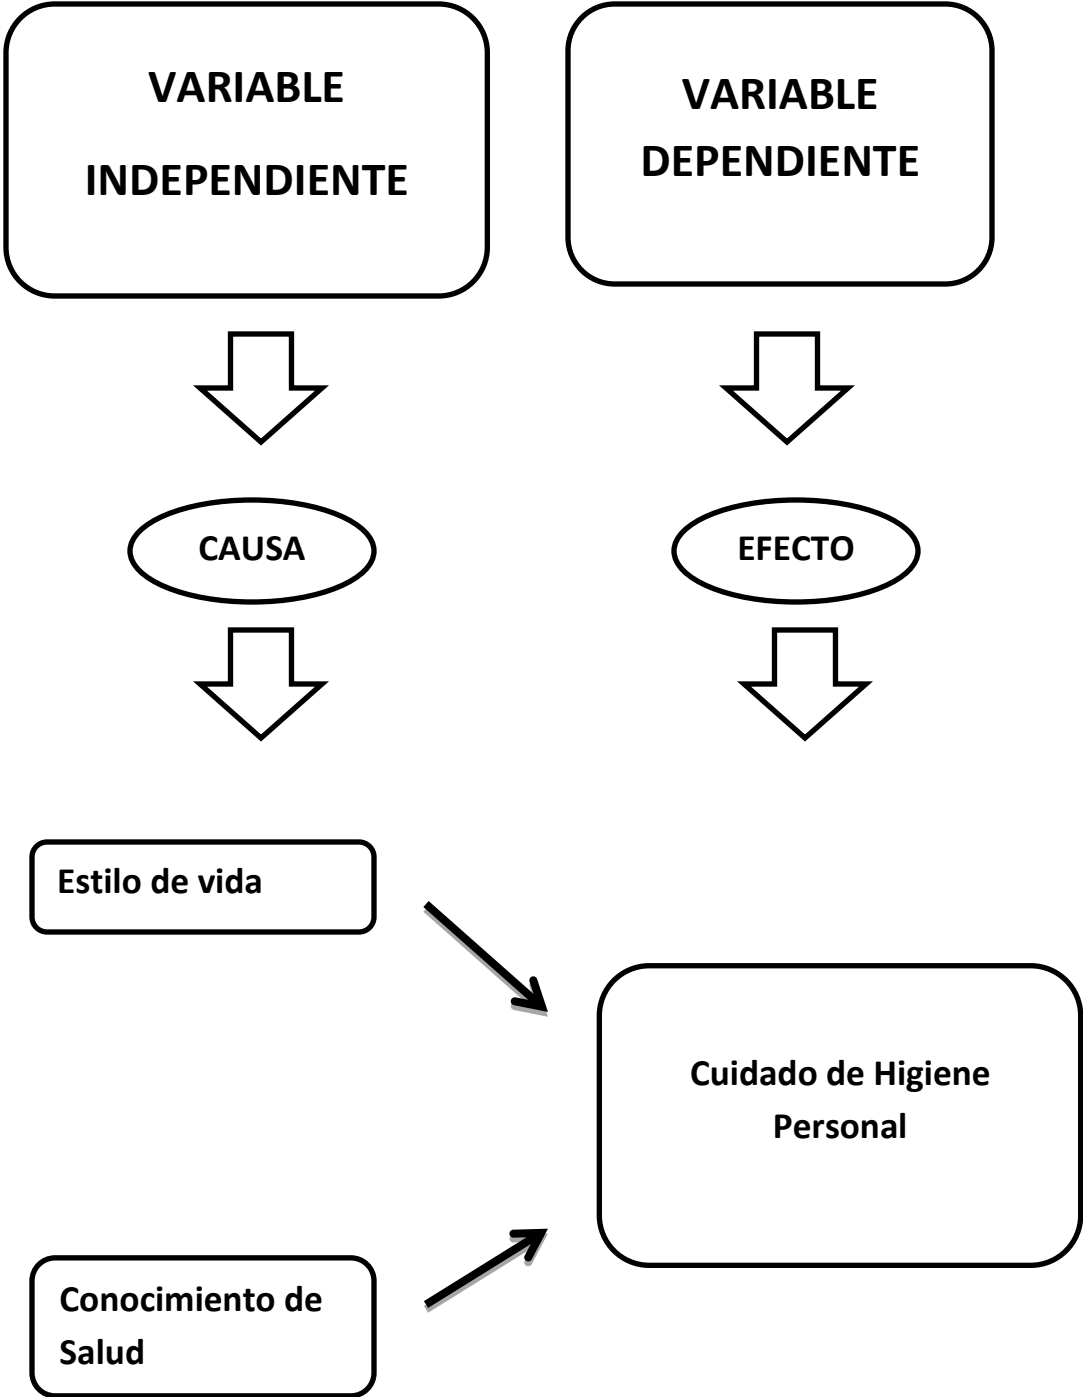 VARIABLE
INDEPENDIENTE
VARIABLE
DEPENDIENTE
CAUSA
EFECTO
Estilo de vida
Cuidado de Higiene
Personal
Conocimiento de
Salud